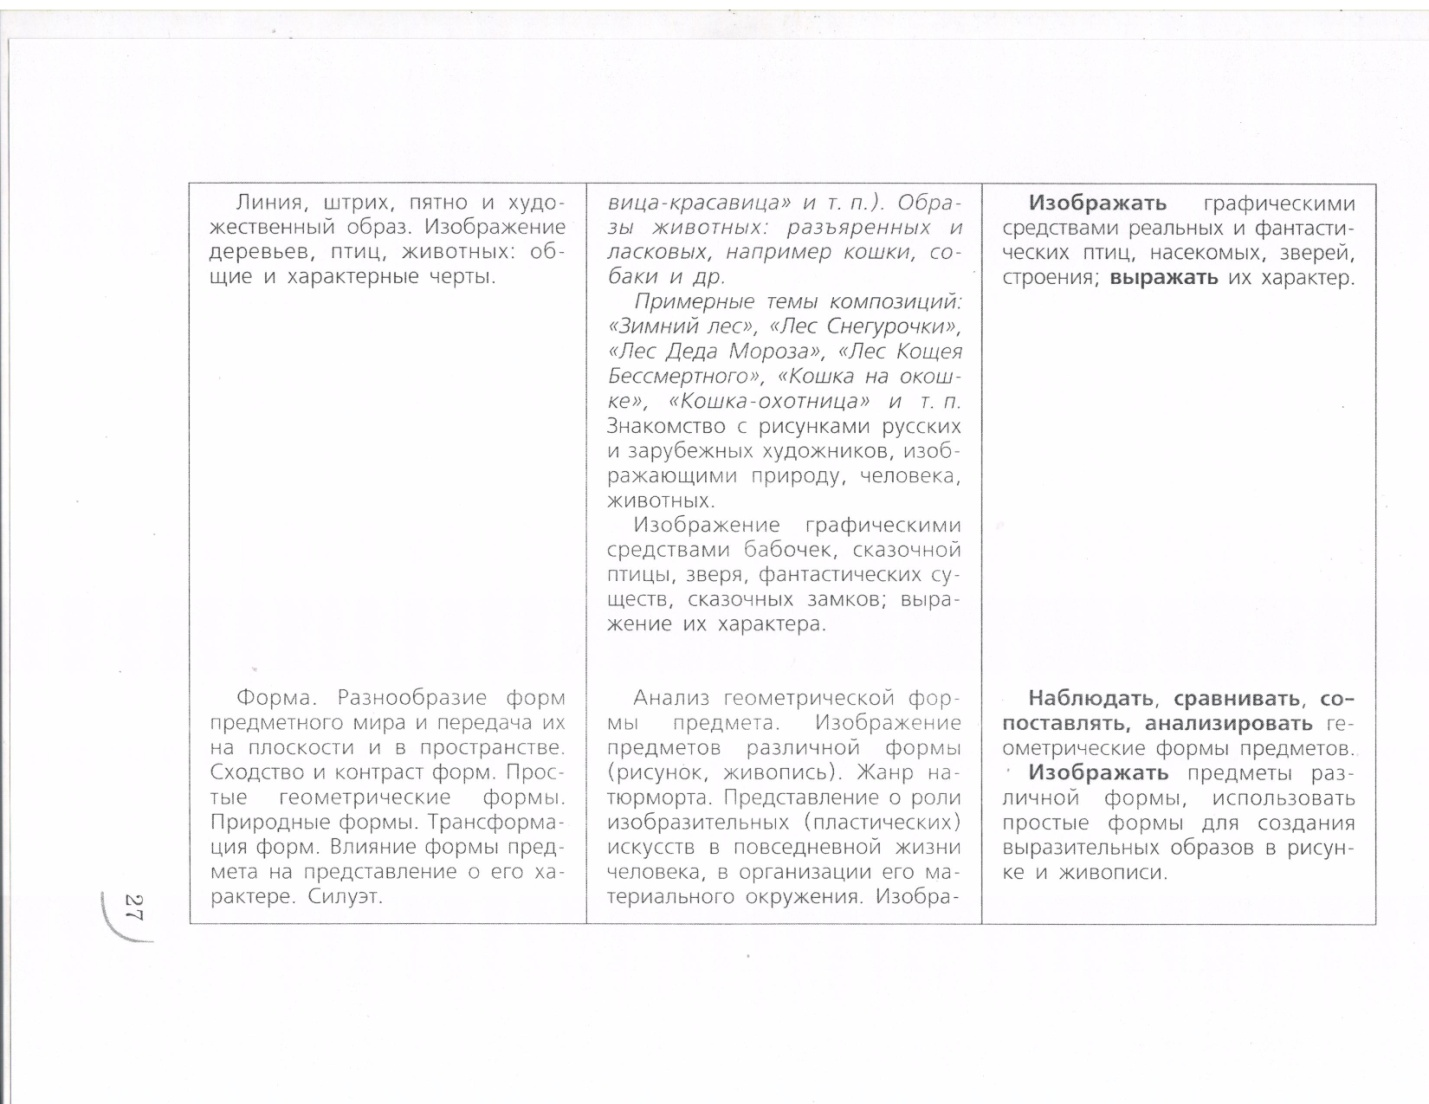 Линия, штрих, пятно и худо-
жественный образ. Изображение
деревьев, птиц, животных: об-
щие и характерные черты.
вица-красавица» и т. п.). Обра-
зы животных: разъяренных и
ласковых, например кошки, со-
баки и др.
Примерные темы композиций:
«Зимний лес», «Лес Снегурочки»,
«Лес Деда Мороза», «Лес Кощея
Бессмертного», «Кошка на окош-
ке», «Кошка-охотница» и т. п.
Знакомство с рисунками русских
и зарубежных художников, изоб-
ражающими природу, человека,
животных.
Изображение графическими
средствами бабочек, сказочной
птицы, зверя, фантастических су-
ществ, сказочных замков; выра-
жение их характера.
Изображать графическими
средствами реальных и фантасти-
ческих птиц, насекомых, зверей,
строения; выражать их характер.
Форма. Разнообразие форм
предметного мира и передача их
на плоскости и в пространстве.
Сходство и контраст форм. Прос-
тые геометрические формы.
Природные формы. Трансформа-
ция форм. Влияние формы пред-
мета на представление о его ха-
рактере. Силуэт.
Анализ геометрической фор-
мы предмета. Изображение
предметов различной формы
(рисунок, живопись). Жанр на-
тюрморта. Представление о роли
изобразительных (пластических)
искусств в повседневной жизни
человека, в организации его ма-
териального окружения. Изобра-
Наблюдать, сравнивать, со-
поставлять, анализировать ге-
ометрические формы предметов.
Изображать предметы раз-
личной формы, использовать
простые формы для создания
выразительных образов в рисун-
ке и живописи.
27